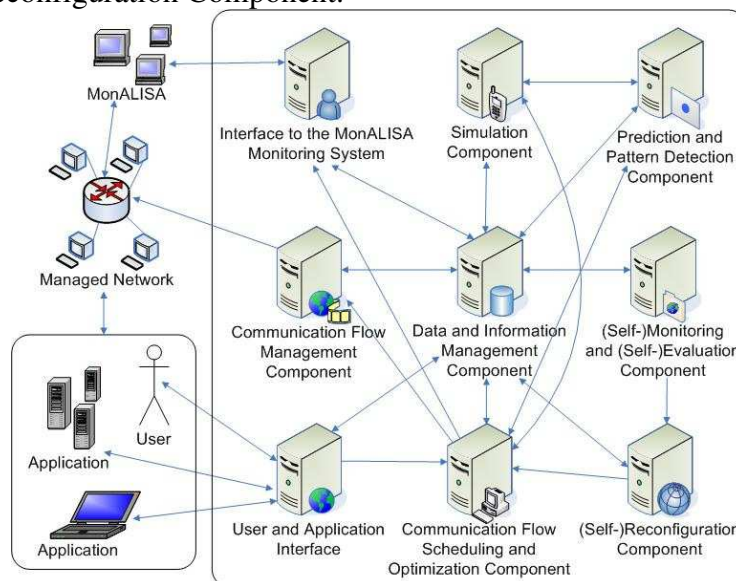 econfiguration Component.
MonALISA
Interface to the MonALISA
Monitoring System
Simulation
Component
Prediction and
Pattern Detection
Component
Managed Network
Communication Flow
Management
Component
Data and Information
Management
Component
(Self-)Monitoring
and (Self-)Evaluation
Component
Application
User
Application
User and Application
Interface
Communication Flow
Scheduling and
Optimization Component
(Self-)Reconfiguration
Component